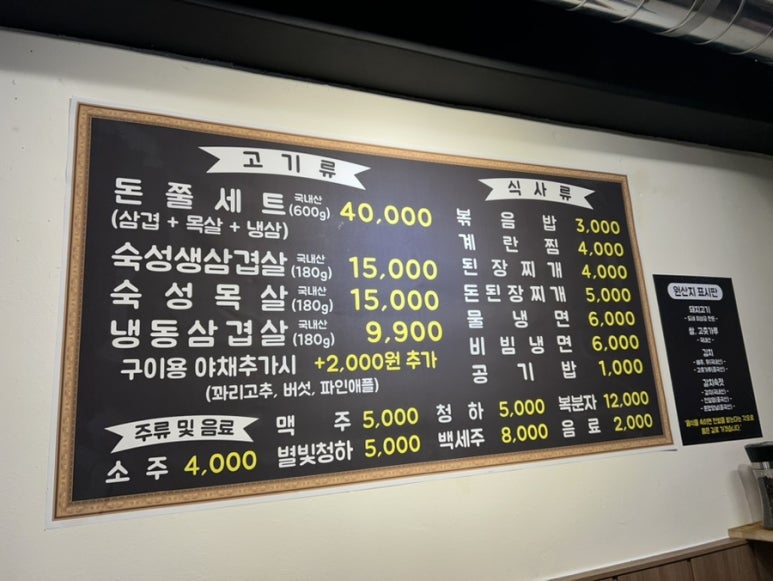 고기류
돈쭐세트 국내산 (600g) 40,000
(삼겹 + 목살 + 냉삼)
숙성생삼겹살 국내산 (180g) 15,000
숙성목살 국내산 (180g) 15,000
냉동삼겹살 국내산 (180g) 9,900
구이용 야채추가시 +2,000원 추가
(꽈리고추, 버섯, 파인애플)
식사류
볶음밥 3,000
계란찜 4,000
된장찌개 4,000
돈된장찌개 5,000
물냉면 6,000
비빔냉면 6,000
공기밥 1,000
주류 및 음료
맥주 5,000 청하 5,000 복분자 12,000
소주 4,000 별빛청하 5,000 백세주 8,000 음료 2,000
원산지 표시판
돼지고기
쌀, 고춧가루
- 국내산 -
김치